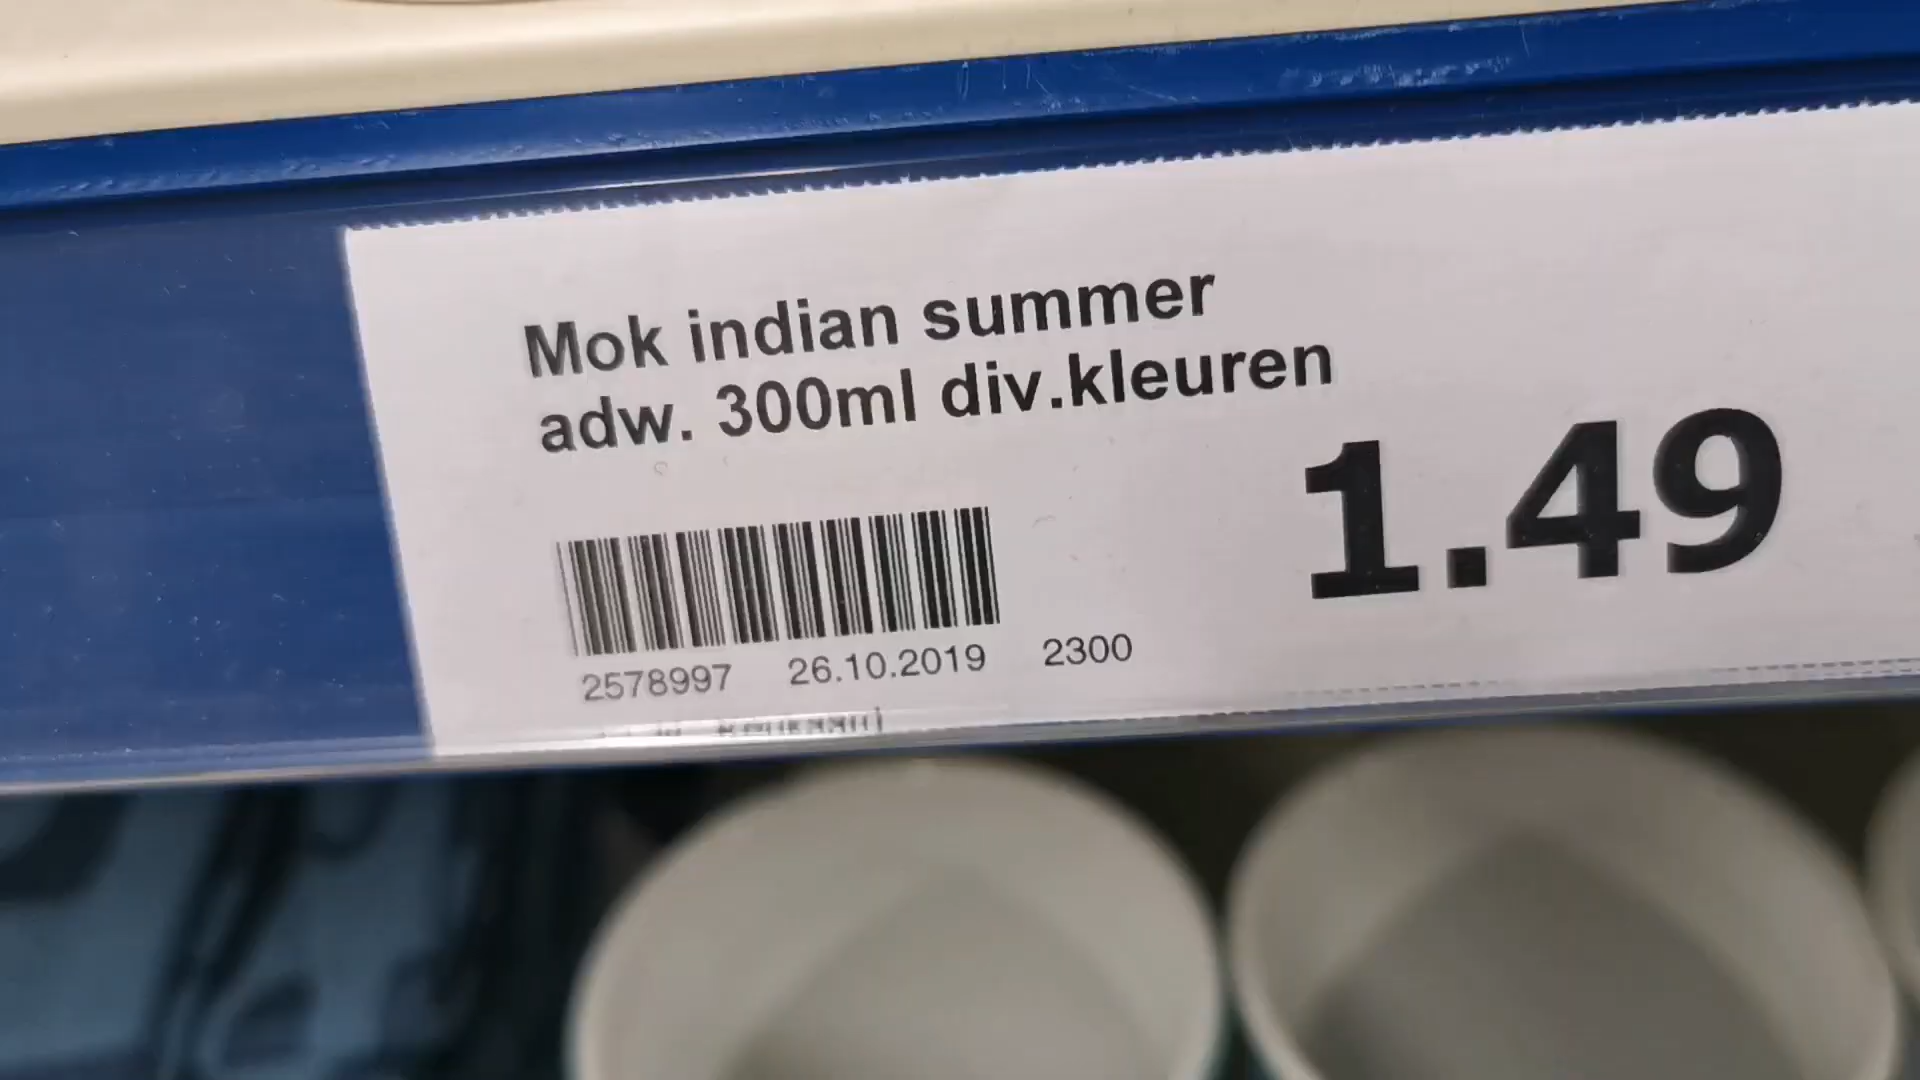 Mok indian summer
adw. 300ml div.kleuren
1.49
2578997 26.10.2019 2300